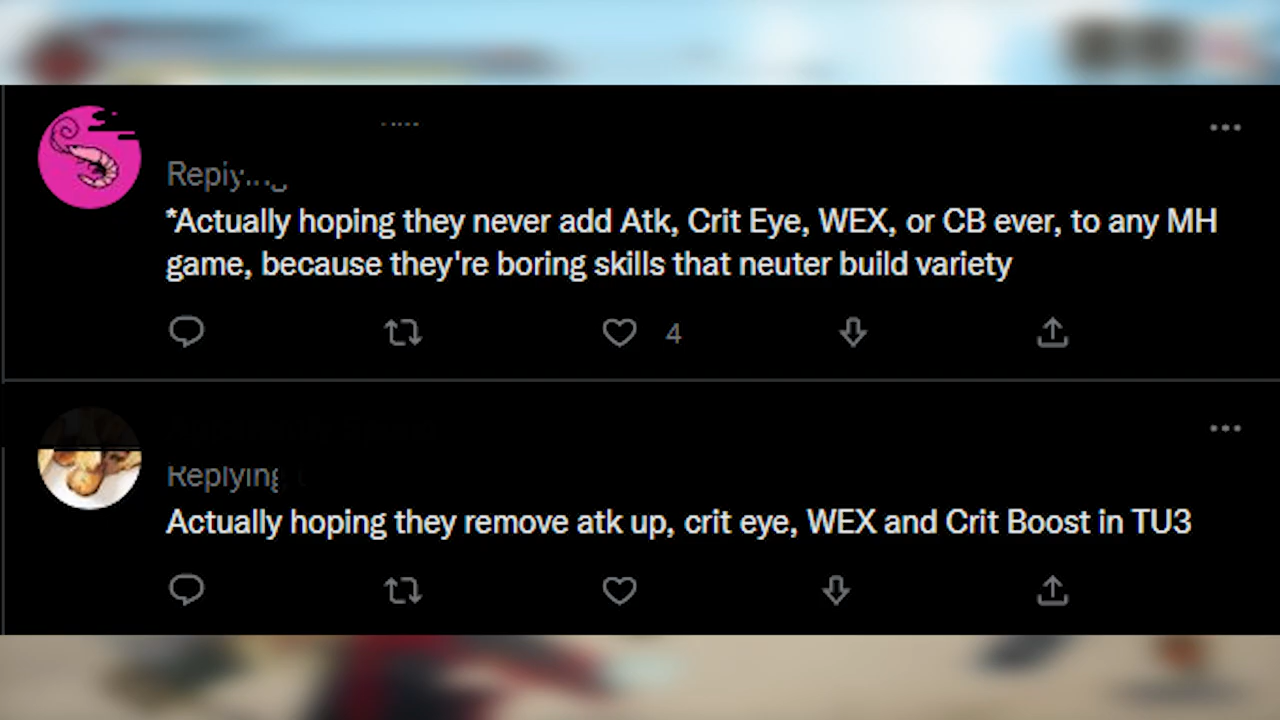 *Actually hoping they never add Atk, Crit Eye, WEX, or CB ever, to any MH
game, because they're boring skills that neuter build variety
4
Replying
Actually hoping they remove atk up, crit eye, WEX and Crit Boost in TU3